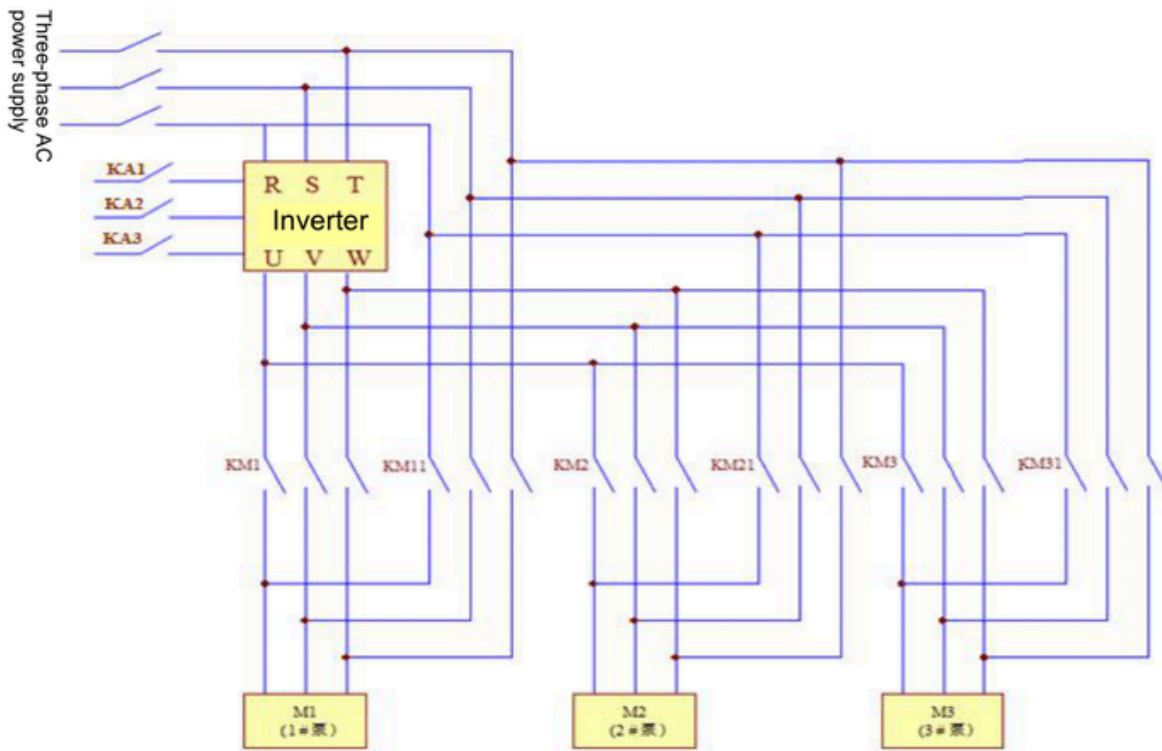 Three-phase AC
power supply
KA1
KA2
KA3
R S T
Inverter
U V W
KM1
KM11
KM2
KM21
KM3
KM31
M1
(1#泵)
M2
(2#泵)
M3
(3#泵)